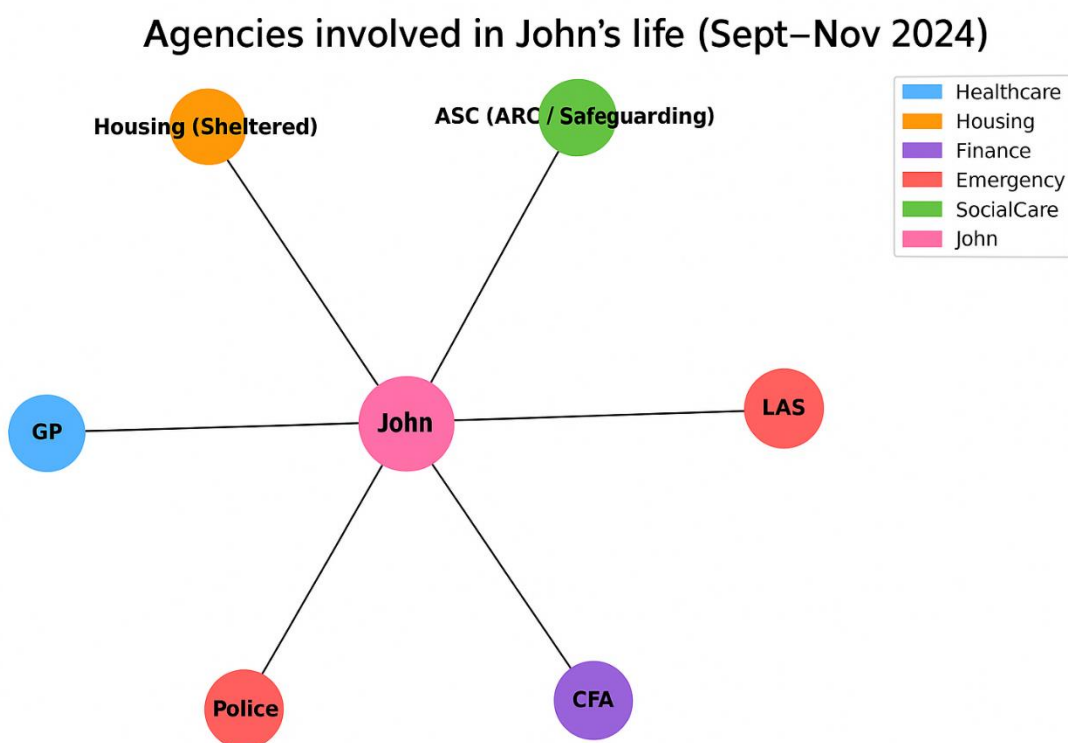 Agencies involved in John's life (Sept–Nov 2024)
Housing (Sheltered)
ASC (ARC / Safeguarding)
Healthcare
Housing
Finance
Emergency
SocialCare
John
GP
John
LAS
Police
CFA